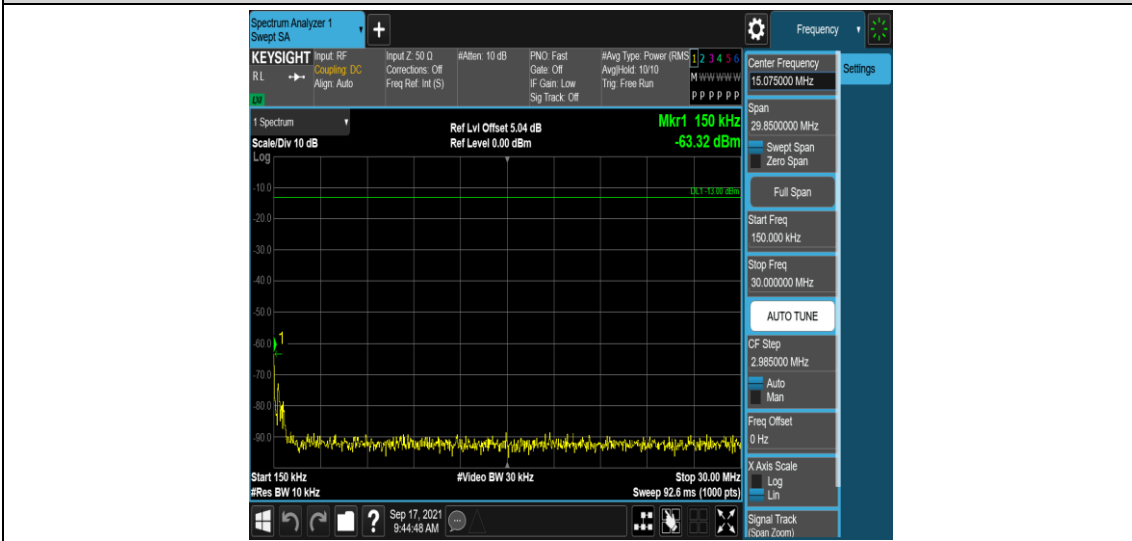 Spectrum Analyzer 1
Swept SA
Frequency
KEYSIGHT
RL
Input: RF
Coupling: DC
Align: Auto
Input Z: 50 Ω
Corrections: Off
Freq Ref: Int (S)
#Atten: 10 dB
PNO: Fast
Gate: Off
IF Gain: Low
Sig Track: Off
#Avg Type: Power (RMS
Avg|Hold: 10/10
Trig: Free Run
1 2 3 4 5 6
M W W W W W
P P P P P P
1 Spectrum
Scale/Div 10 dB
Log
Ref Lvl Offset 5.04 dB
Ref Level 0.00 dBm
Mkr1 150 kHz
-63.32 dBm
DL1 -13.00 dBm
-10.0
-20.0
-30.0
-40.0
-50.0
-60.0
-70.0
-80.0
-90.0
1
Start 150 kHz
#Res BW 10 kHz
#Video BW 30 kHz
Stop 30.00 MHz
Sweep 92.6 ms (1000 pts)
Center Frequency
15.075000 MHz
Settings
Span
29.8500000 MHz
Swept Span
Zero Span
Full Span
Start Freq
150.000 kHz
Stop Freq
30.000000 MHz
AUTO TUNE
CF Step
2.985000 MHz
Auto
Man
Freq Offset
0 Hz
X Axis Scale
Log
Lin
Signal Track
(Span Zoom)
?
Sep 17, 2021
9:44:48 AM